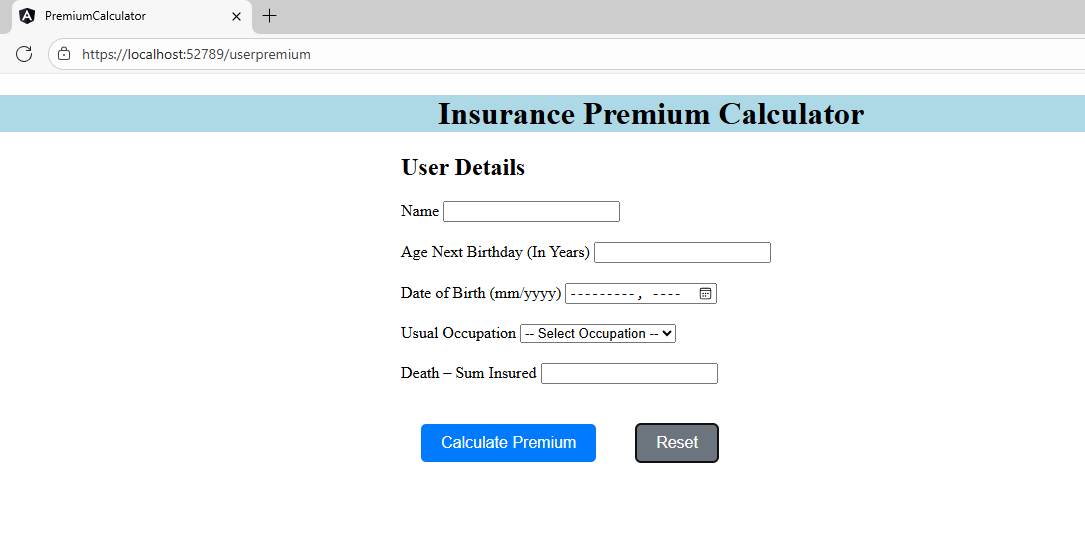 PremiumCalculator
https://localhost:52789/userpremium
Insurance Premium Calculator
User Details
Name
Age Next Birthday (In Years)
Date of Birth (mm/yyyy) ---------, ----
Usual Occupation -- Select Occupation --
Death – Sum Insured
Calculate Premium Reset